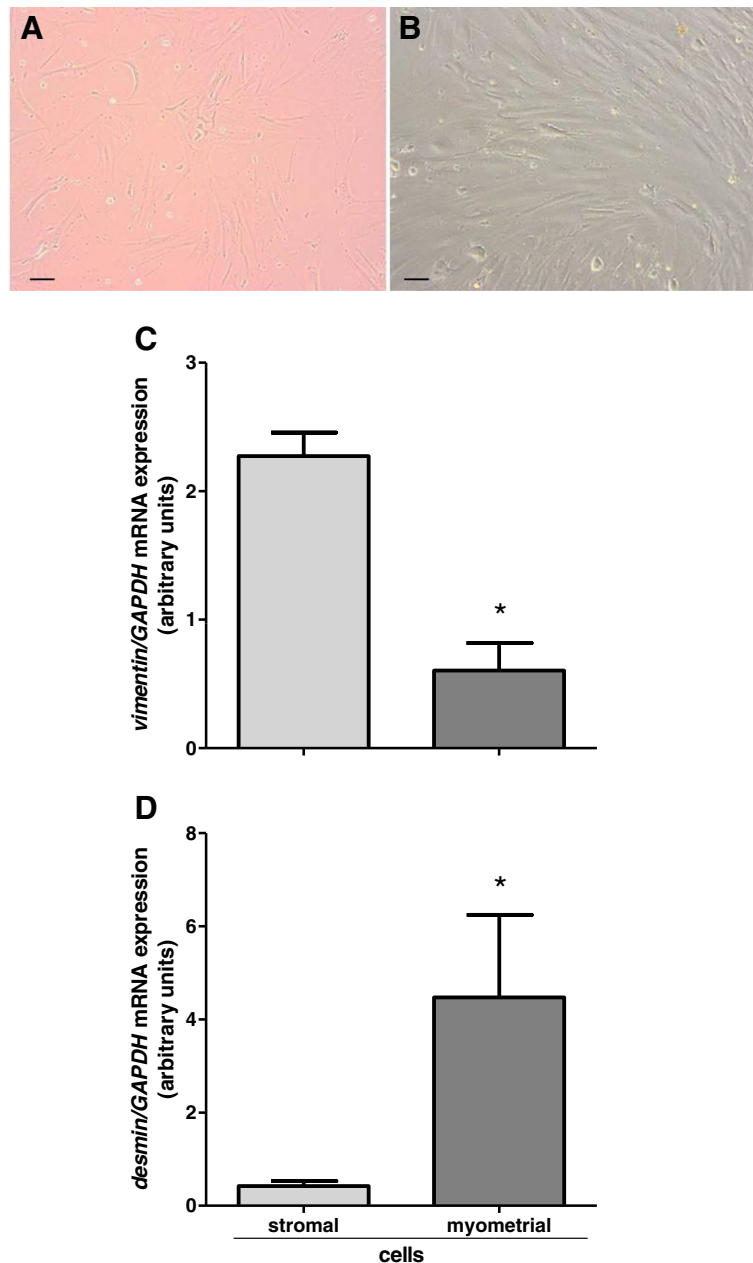 A
B
C
vimentin/GAPDH mRNA expression
(arbitrary units)
3
2
1
0
*
D
desmin/GAPDH mRNA expression
(arbitrary units)
8
6
4
2
0
*
stromal myometrial
cells